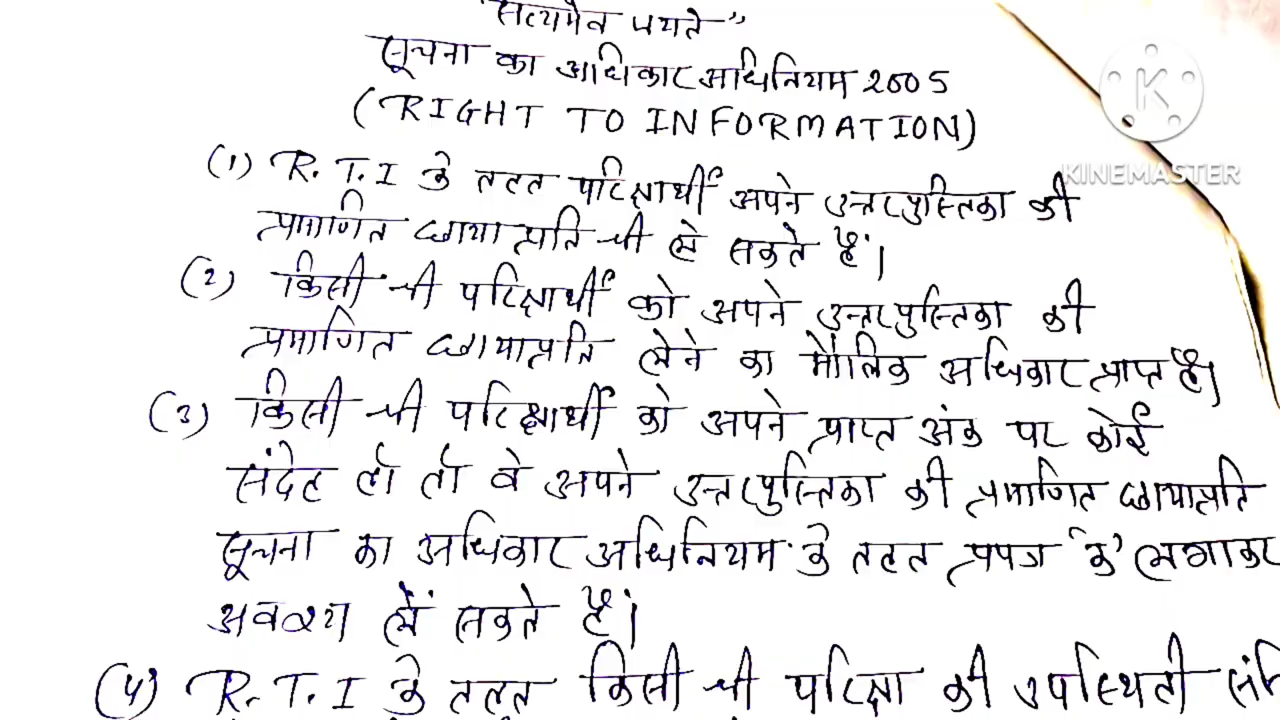 "सत्यमेव जयते"
सूचना का अधिकार अधिनियम 2005
(RIGHT TO INFORMATION)
(1) R. T. I के तहत परिक्षार्थी अपने उत्तरपुस्तिका की
प्रमाणित छायाप्रति भी ले सकते हैं।
(2) किसी भी परिक्षार्थी को अपने उत्तरपुस्तिका की
प्रमाणित छायाप्रति लेने का मौलिक अधिकार प्राप्त है।
(3) किसी भी परिक्षार्थी को अपने प्राप्त अंक पर कोई
संदेह हो तो वे अपने उत्तरपुस्तिका की प्रमाणित छायाप्रति
सूचना का अधिकार अधिनियम के तहत प्रपत्र 'क' लगाकर
अवश्य लें सकते हैं।
(4) R. T. I के तहत किसी भी परिक्षा की उपस्थिती
K
KINEMASTER